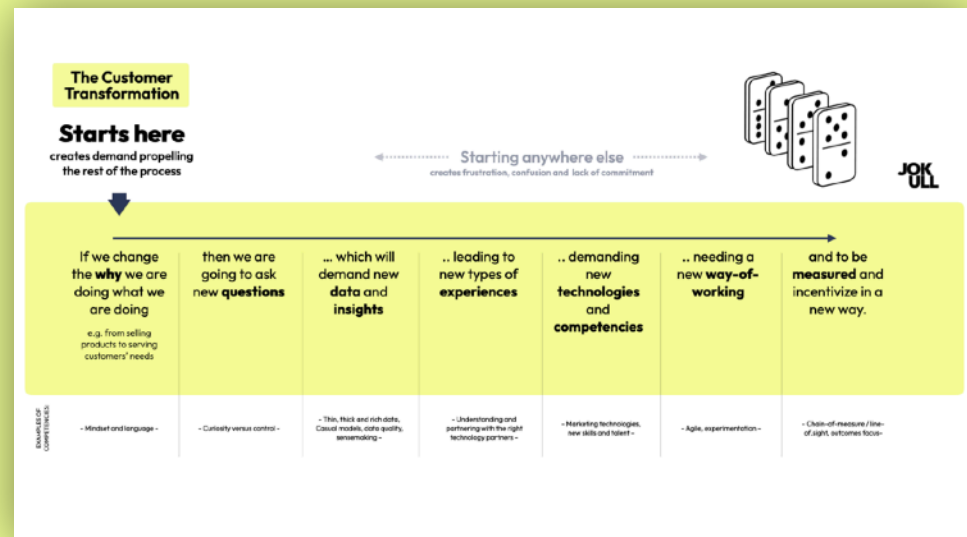 The Customer
Transformation
Starts here
creates demand propelling
the rest of the process
Starting anywhere else
creates frustration, confusion and lack of commitment
JOK
ULL
If we change
the why we are
doing what we
are doing
e.g. from selling
products to serving
customers' needs
then we are
going to ask
new questions
... which will
demand new
data and
insights
.. leading to
new types of
experiences
.. demanding
new
technologies
and
competencies
.. needing a
new way-of-
working
and to be
measured and
incentivize in a
new way.
EXAMPLES OF
COMPETENCIES:
- Mindset and language -
- Curiosity versus control -
- Thin, thick and rich data,
Casual models, data quality,
sensemaking -
- Understanding and
partnering with the right
technology partners -
- Marketing technologies,
new skills and talent -
- Agile, experimentation -
- Chain-of-measure / line-
of.sight, outcomes focus-